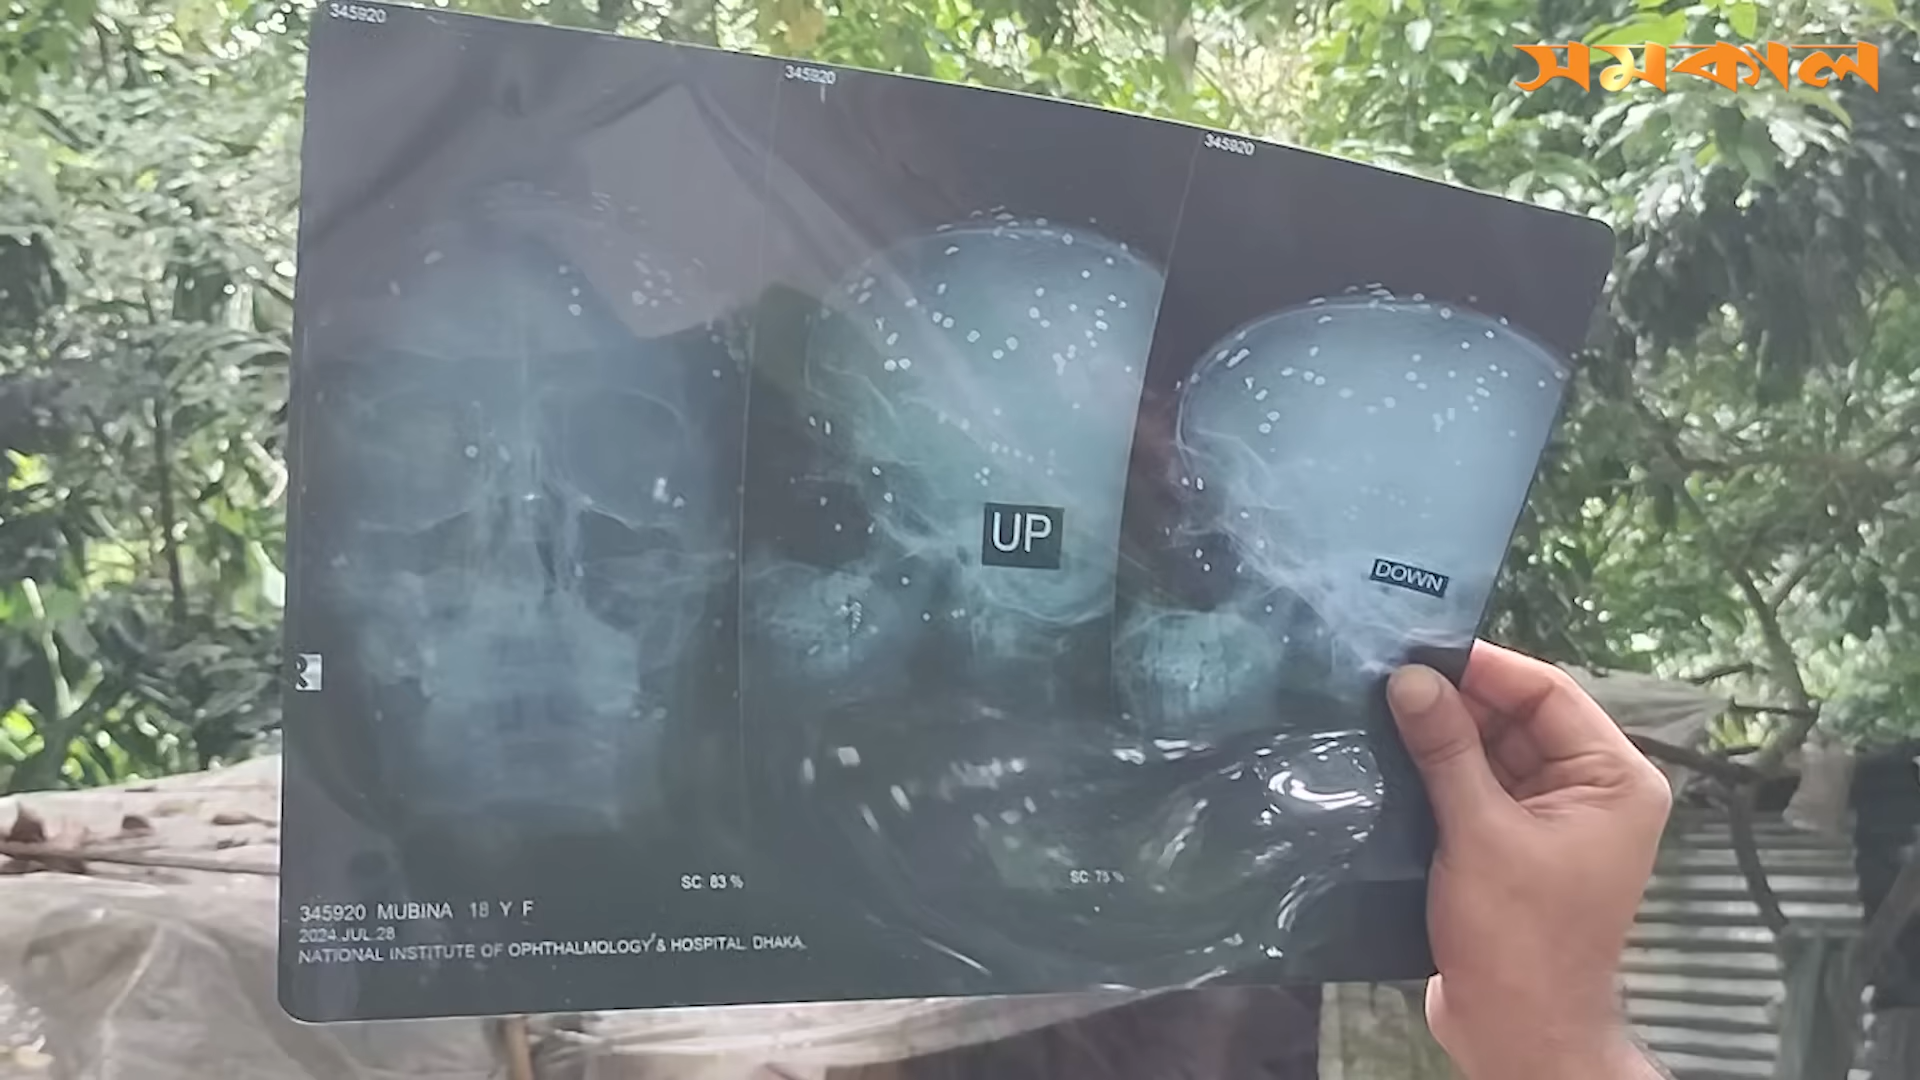 345920
345920
345920
সমকাল
UP
DOWN
R
SC: 83 %
SC: 75 %
345920 MUBINA 18 Y F
2024.JUL.28
NATIONAL INSTITUTE OF OPHTHALMOLOGY & HOSPITAL. DHAKA.